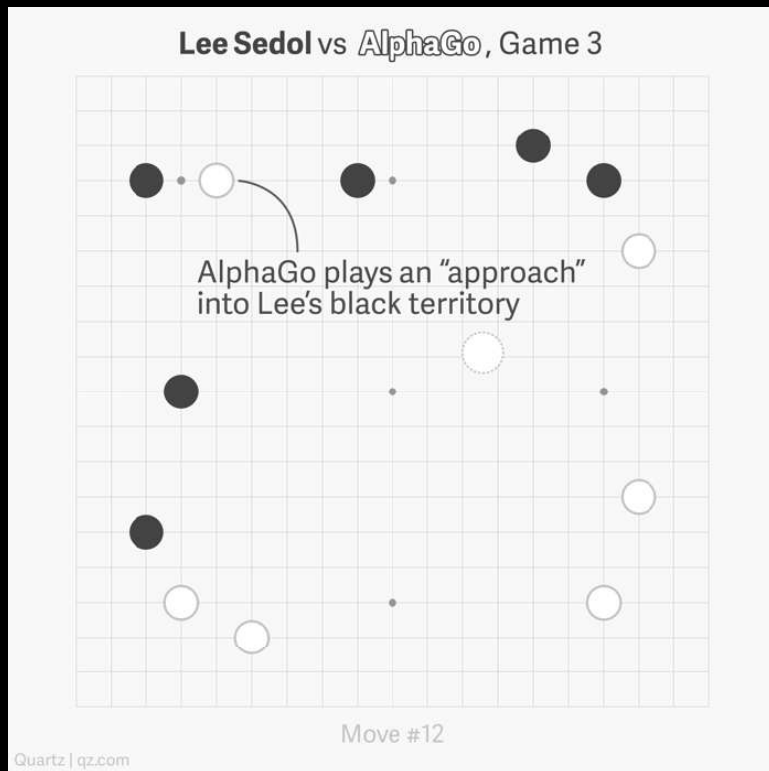 Lee Sedol vs AlphaGo, Game 3
AlphaGo plays an “approach”
into Lee’s black territory
Move #12
Quartz | qz.com